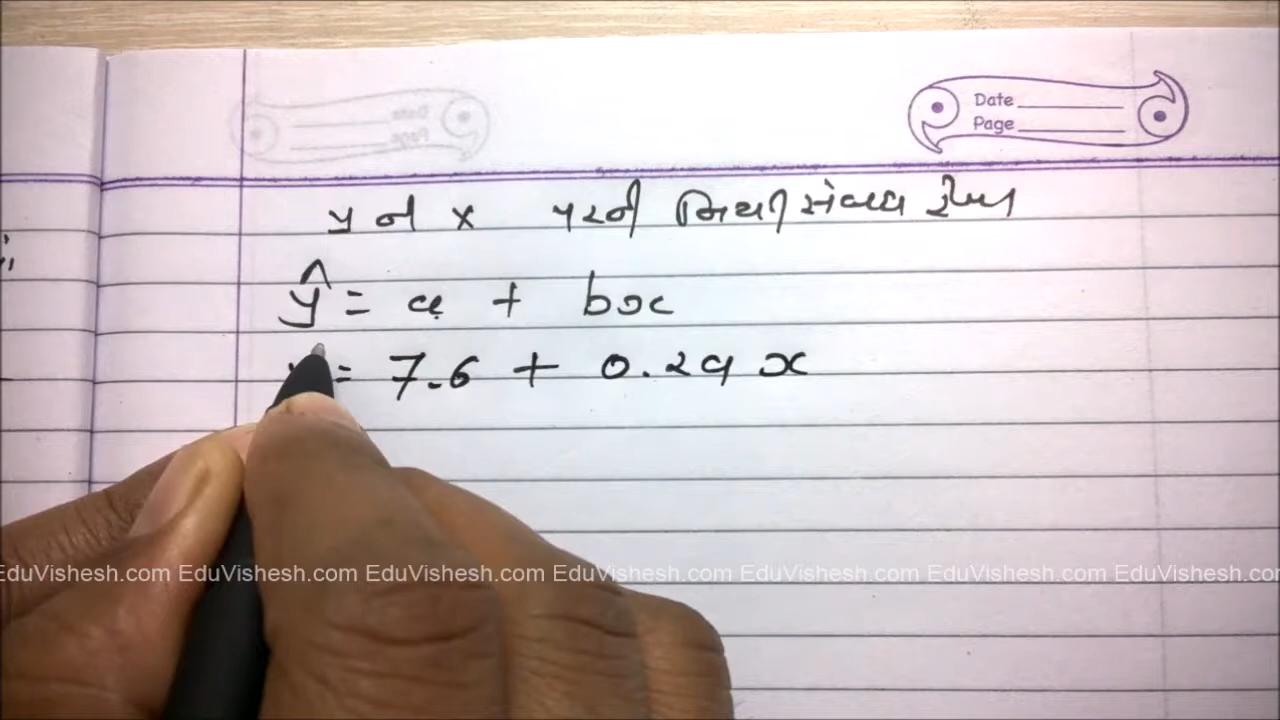 Date
Page
y ની x પરની નિયતસંબંધ રેખા
ŷ = a + bx
= 7.6 + 0.29 x
EduVishesh.com EduVishesh.com EduVishesh.com EduVishesh.com EduVishesh.com EduVishesh.com EduVishesh.com